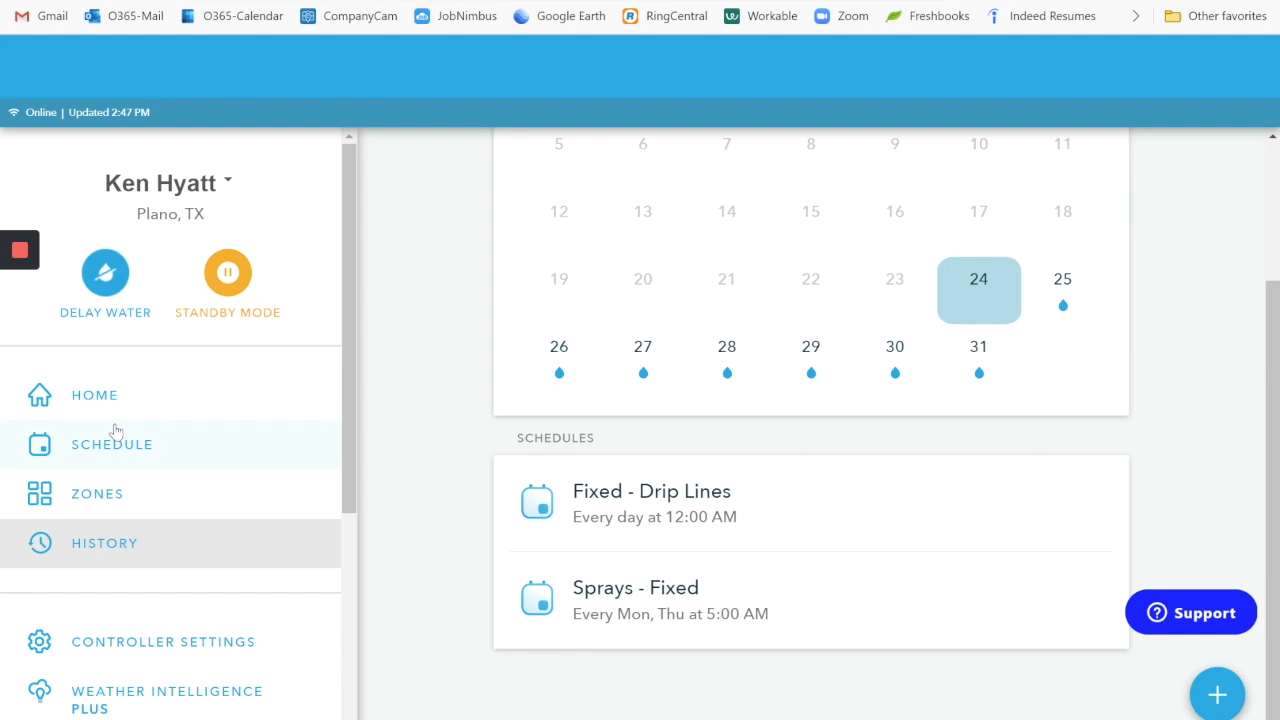 Gmail O365-Mail O365-Calendar CompanyCam JobNimbus Google Earth RingCentral Workable Zoom Freshbooks Indeed Resumes Other favorites
Online | Updated 2:47 PM
Ken Hyatt
Plano, TX
DELAY WATER STANDBY MODE
HOME
SCHEDULE
ZONES
HISTORY
CONTROLLER SETTINGS
WEATHER INTELLIGENCE
PLUS
5 6 7 8 9 10 11
12 13 14 15 16 17 18
19 20 21 22 23 24 25
26 27 28 29 30 31
SCHEDULES
Fixed - Drip Lines
Every day at 12:00 AM
Sprays - Fixed
Every Mon, Thu at 5:00 AM
Support